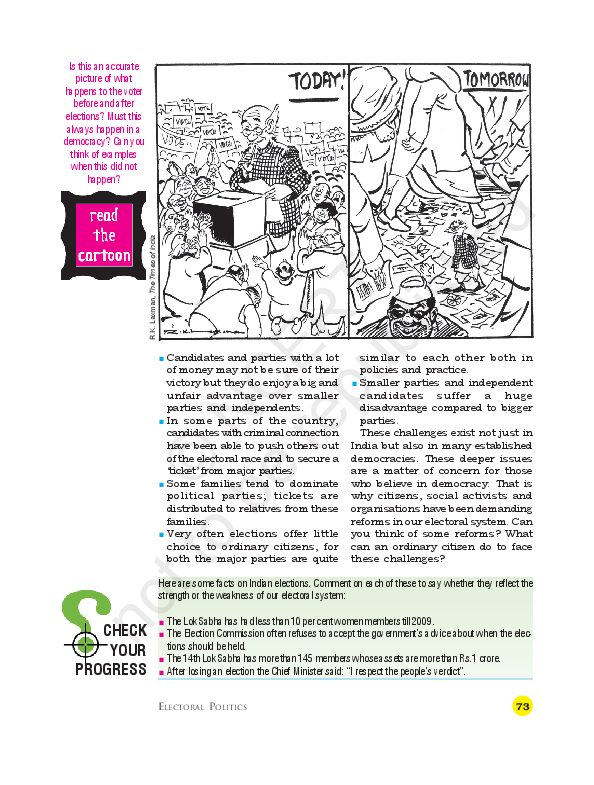 Is this an accurate
picture of what
happens to the voter
before and after
elections? Must this
always happen in a
democracy? Can you
think of examples
when this did not
happen?
read
the
cartoon
TODAY!
TOMORROW
VOTE
VOTE
VOTE
VOTE
R.K. Laxman, The Times of India
Candidates and parties with a lot
of money may not be sure of their
victory but they do enjoy a big and
unfair advantage over smaller
parties and independents.
In some parts of the country,
candidates with criminal connection
have been able to push others out
of the electoral race and to secure a
‘ticket’ from major parties.
Some families tend to dominate
political parties; tickets are
distributed to relatives from these
families.
Very often elections offer little
choice to ordinary citizens, for
both the major parties are quite
similar to each other both in
policies and practice.
Smaller parties and independent
candidates suffer a huge
disadvantage compared to bigger
parties.
These challenges exist not just in
India but also in many established
democracies. These deeper issues
are a matter of concern for those
who believe in democracy. That is
why citizens, social activists and
organisations have been demanding
reforms in our electoral system. Can
you think of some reforms? What
can an ordinary citizen do to face
these challenges?
CHECK
YOUR
PROGRESS
Here are some facts on Indian elections. Comment on each of these to say whether they reflect the
strength or the weakness of our electoral system:
The Lok Sabha has had less than 10 per cent women members till 2009.
The Election Commission often refuses to accept the government’s advice about when the elec-
tions should be held.
The 14th Lok Sabha has more than 145 members whose assets are more than Rs.1 crore.
After losing an election the Chief Minister said: “I respect the people’s verdict”.
ELECTORAL POLITICS
73